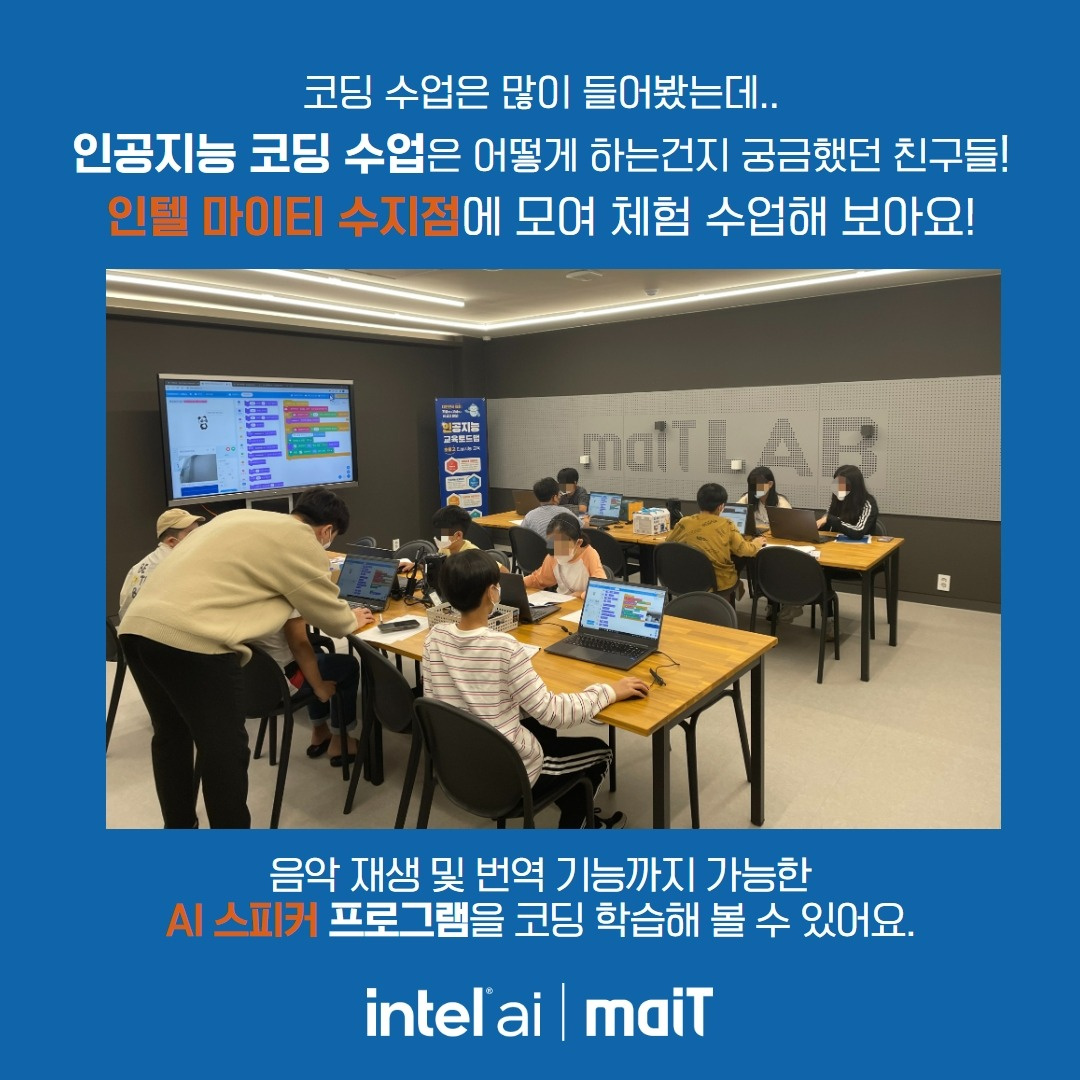 코딩 수업은 많이 들어봤는데..
인공지능 코딩 수업은 어떻게 하는건지 궁금했던 친구들!
인텔 마이티 수지점에 모여 체험 수업해 보아요!
인공지능
교육로드맵
maiT LAB
음악 재생 및 번역 기능까지 가능한
AI 스피커 프로그램을 코딩 학습해 볼 수 있어요.
intel® ai | maiT